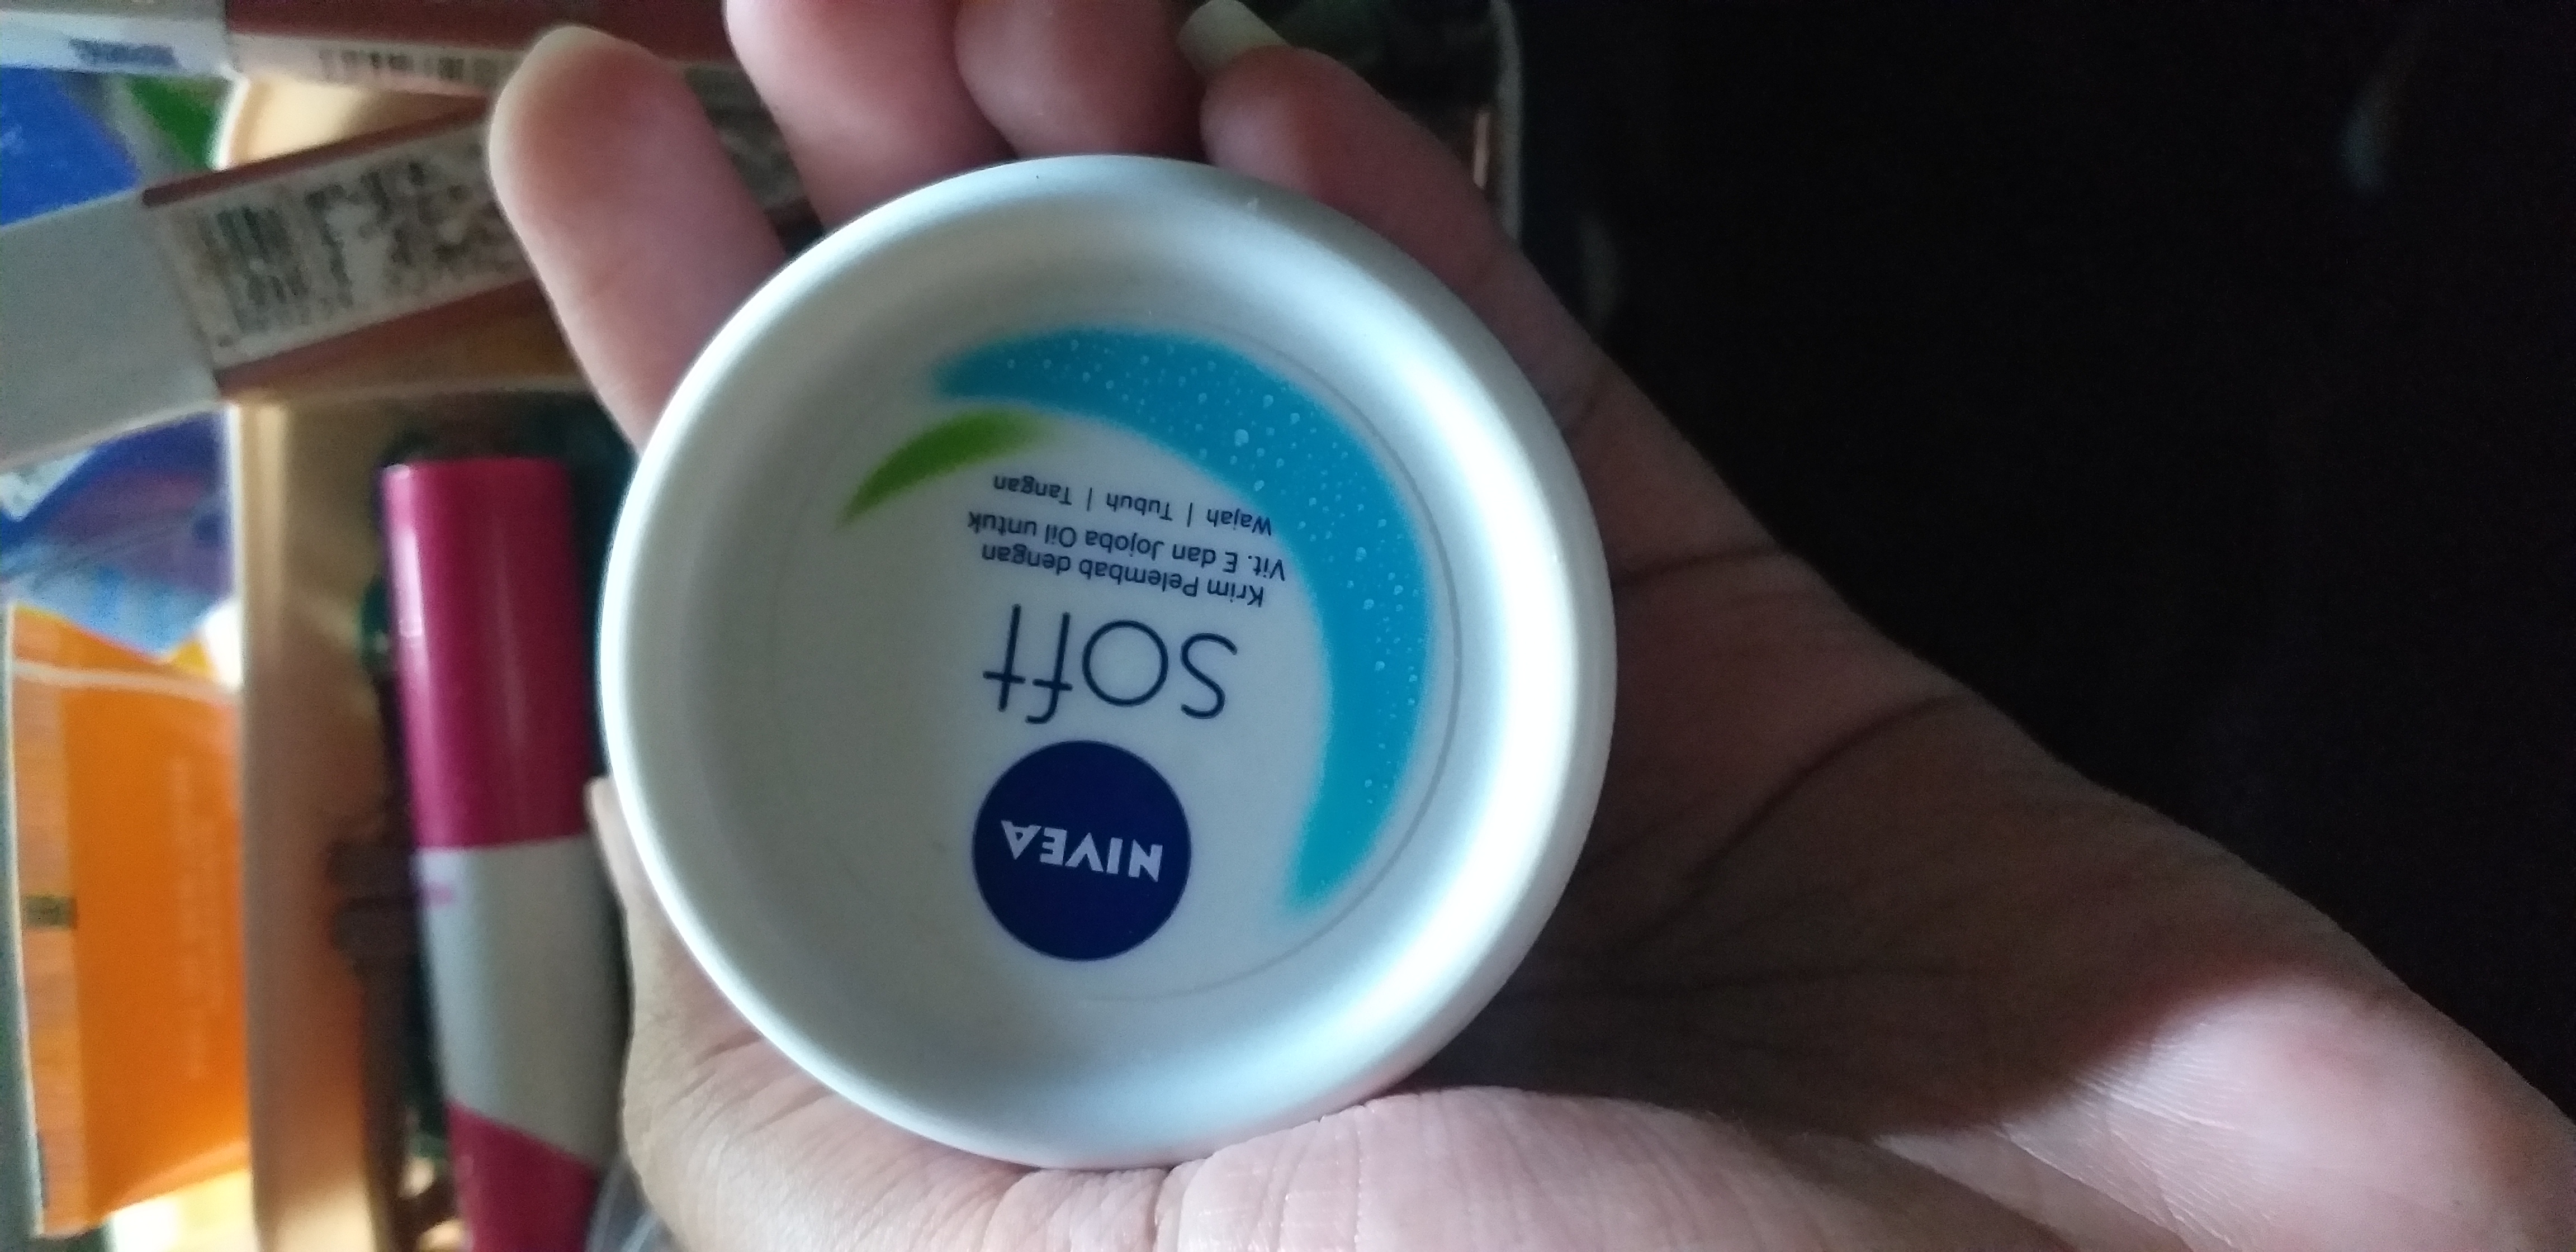 NIVEA
soft
Krim Pelembab dengan
Vit. E dan Jojoba Oil untuk
Wajah | Tubuh | Tangan